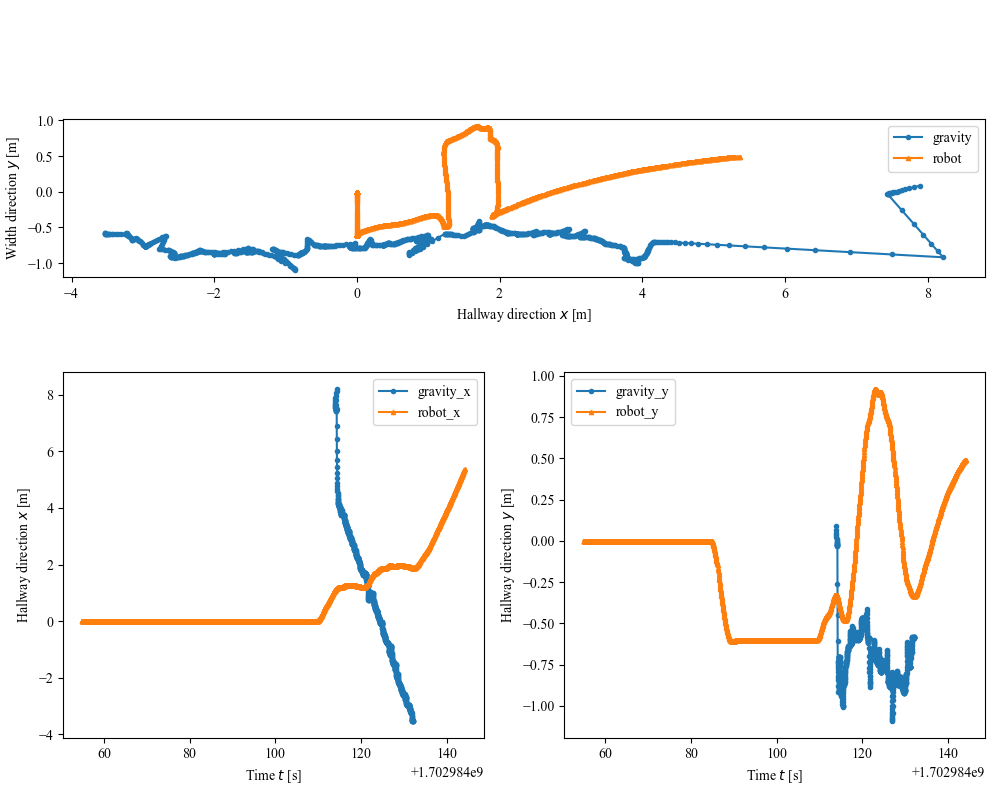 1.0
0.5
0.0
−0.5
−1.0
Width direction y [m]
gravity
robot
−4
−2
0
2
4
6
8
Hallway direction x [m]
8
6
4
2
0
−2
−4
Hallway direction x [m]
gravity_x
robot_x
60
80
100
120
140
Time t [s]
+1.702984e9
1.00
0.75
0.50
0.25
0.00
−0.25
−0.50
−0.75
−1.00
Hallway direction y [m]
gravity_y
robot_y
60
80
100
120
140
Time t [s]
+1.702984e9